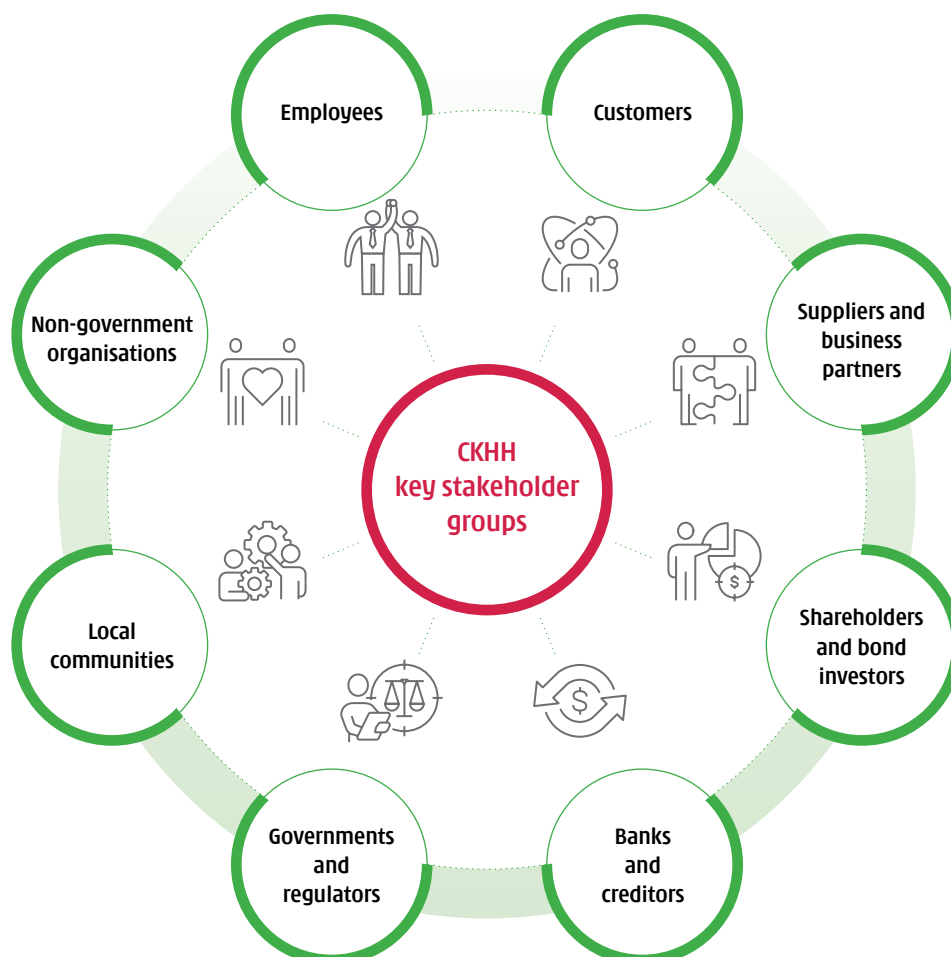 Employees
Customers
Non-government
organisations
Suppliers and
business
partners
CKHH
key stakeholder
groups
$
Local
communities
Shareholders
and bond
investors
$
Governments
and
regulators
Banks
and
creditors